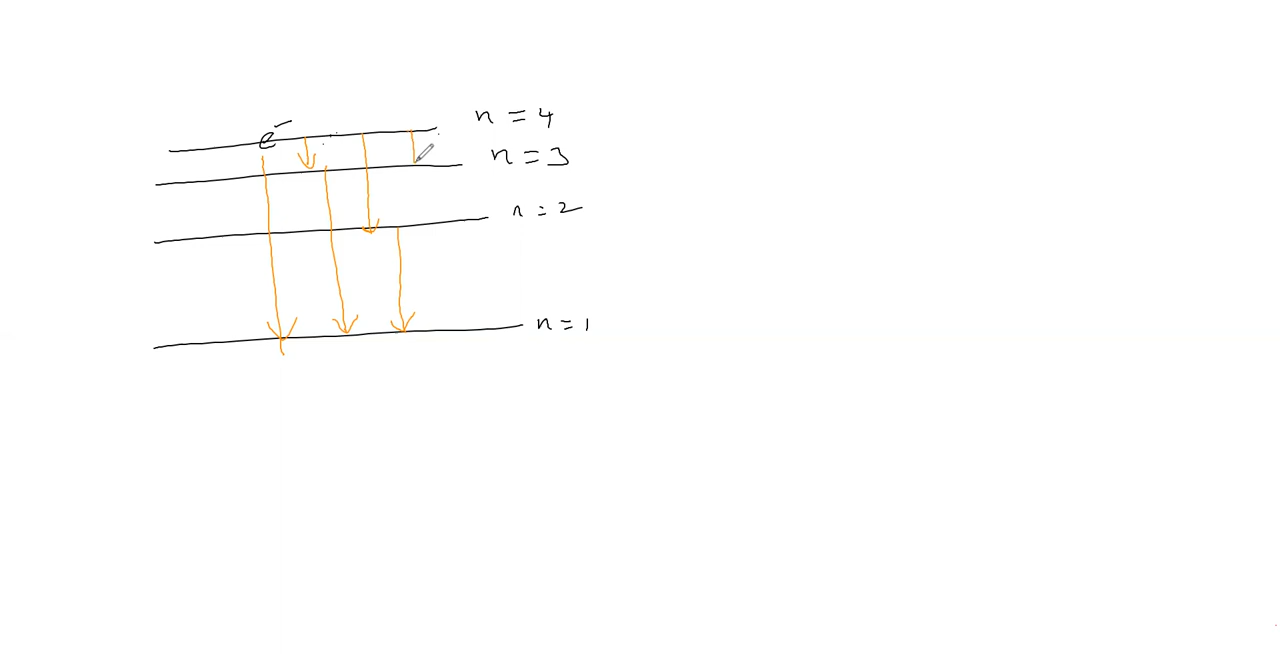 e⁻
n = 4
n = 3
n = 2
n = 1